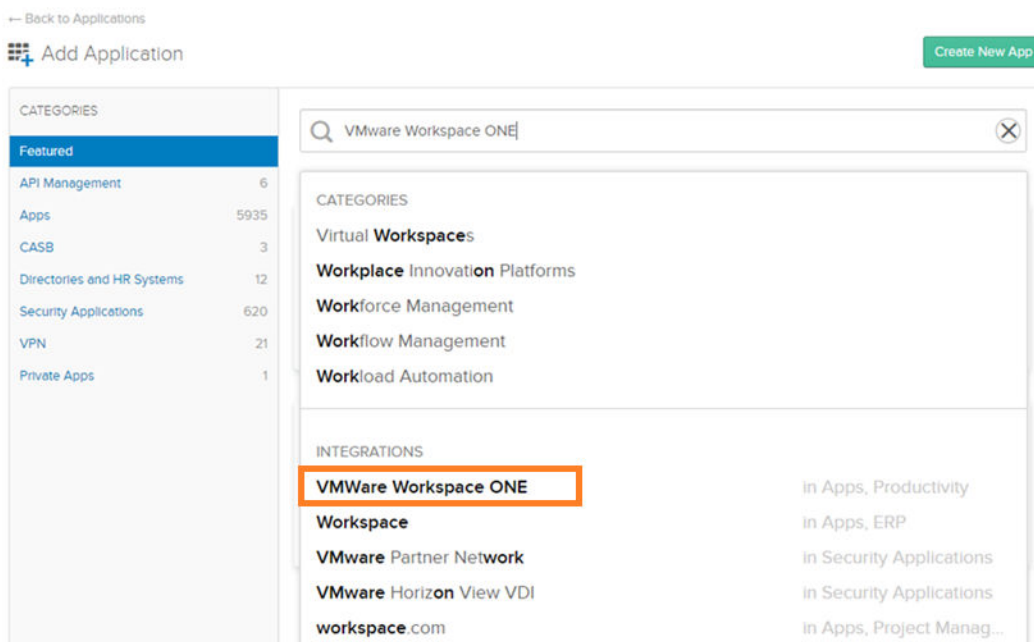 ← Back to Applications
Add Application
Create New App
CATEGORIES
Featured
API Management 6
Apps 5935
CASB 3
Directories and HR Systems 12
Security Applications 620
VPN 21
Private Apps 1
VMware Workspace ONE
CATEGORIES
Virtual Workspaces
Workplace Innovation Platforms
Workforce Management
Workflow Management
Workload Automation
INTEGRATIONS
VMWare Workspace ONE in Apps, Productivity
Workspace in Apps, ERP
VMware Partner Network in Security Applications
VMware Horizon View VDI in Security Applications
workspace.com in Apps, Project Manag...